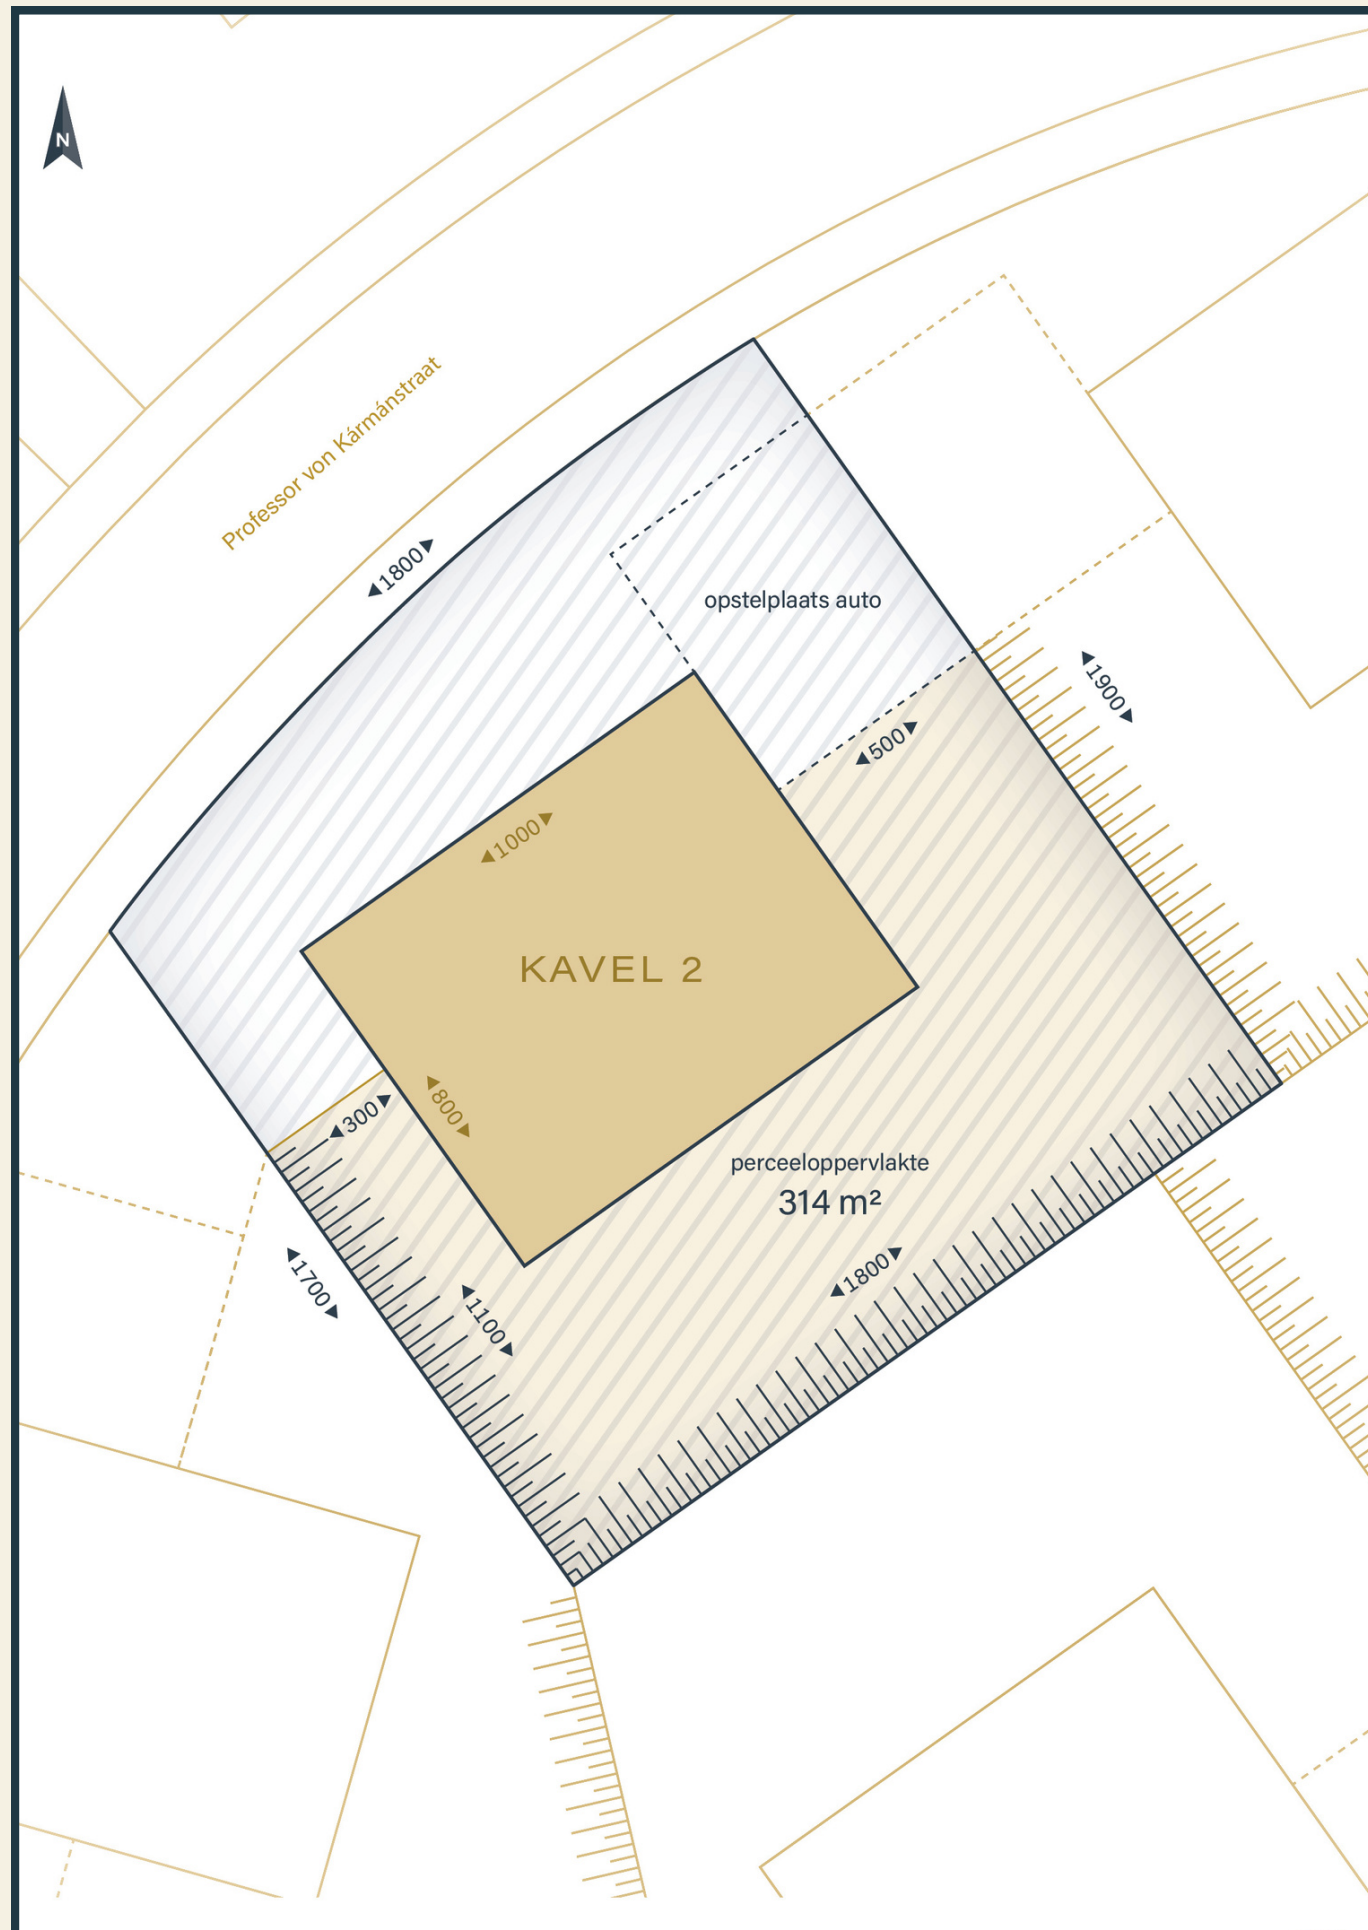 N
Professor von Kármánstraat
1800
opstelplaats auto
1900
500
1000
KAVEL 2
800
300
perceeloppervlakte
314 m²
1700
1100
1800